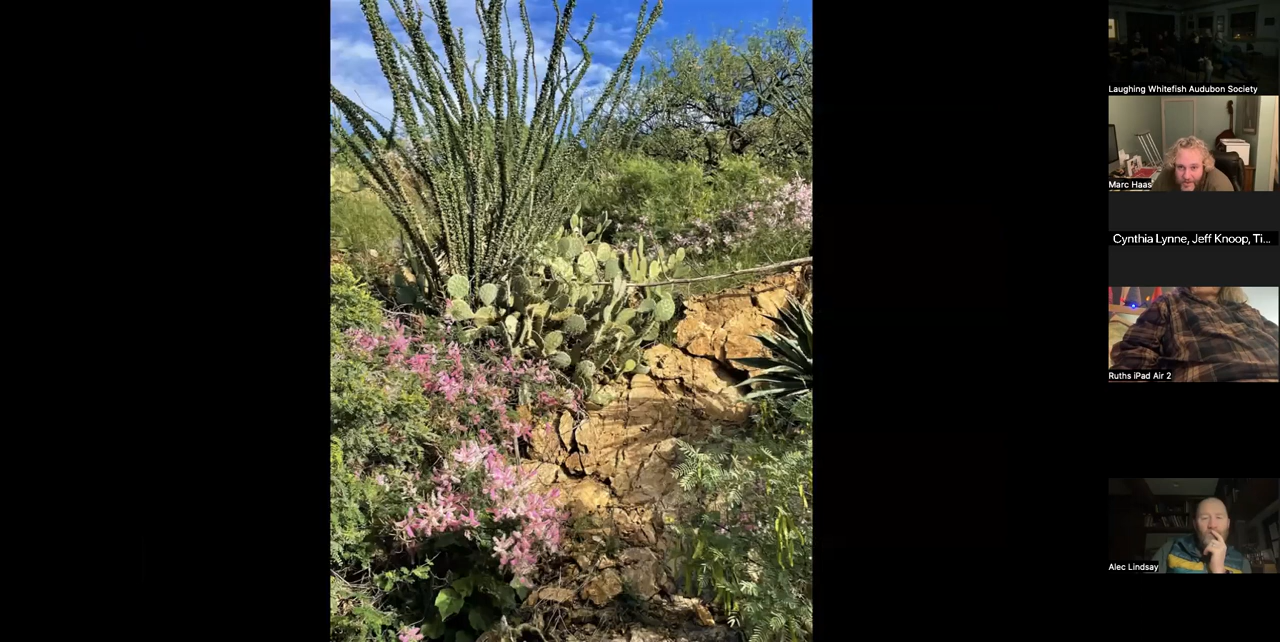 Laughing Whitefish Audubon Society
Marc Haas
Cynthia Lynne, Jeff Knoop, Ti...
Ruths iPad Air 2
Alec Lindsay